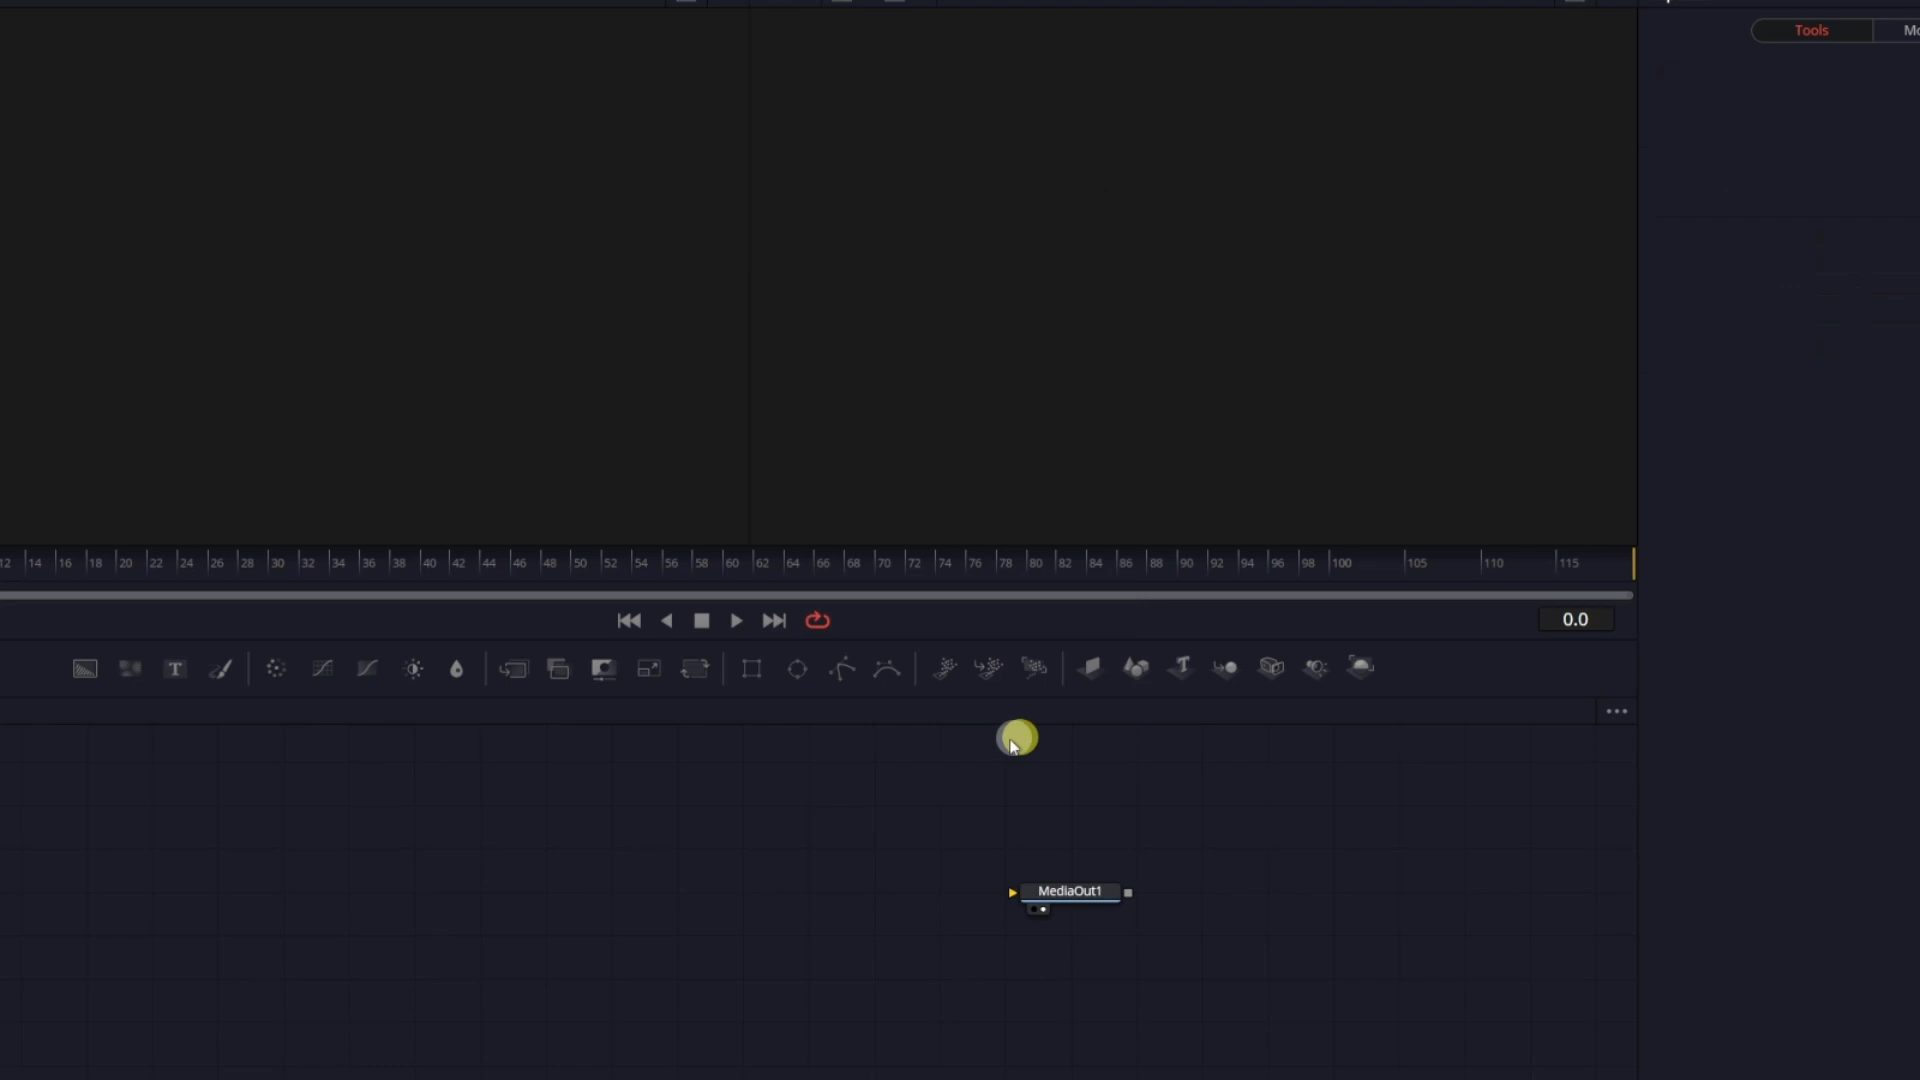 Tools
12 14 16 18 20 22 24 26 28 30 32 34 36 38 40 42 44 46 48 50 52 54 56 58 60 62 64 66 68 70 72 74 76 78 80 82 84 86 88 90 92 94 96 98 100 105 110 115
0.0
T
MediaOut1